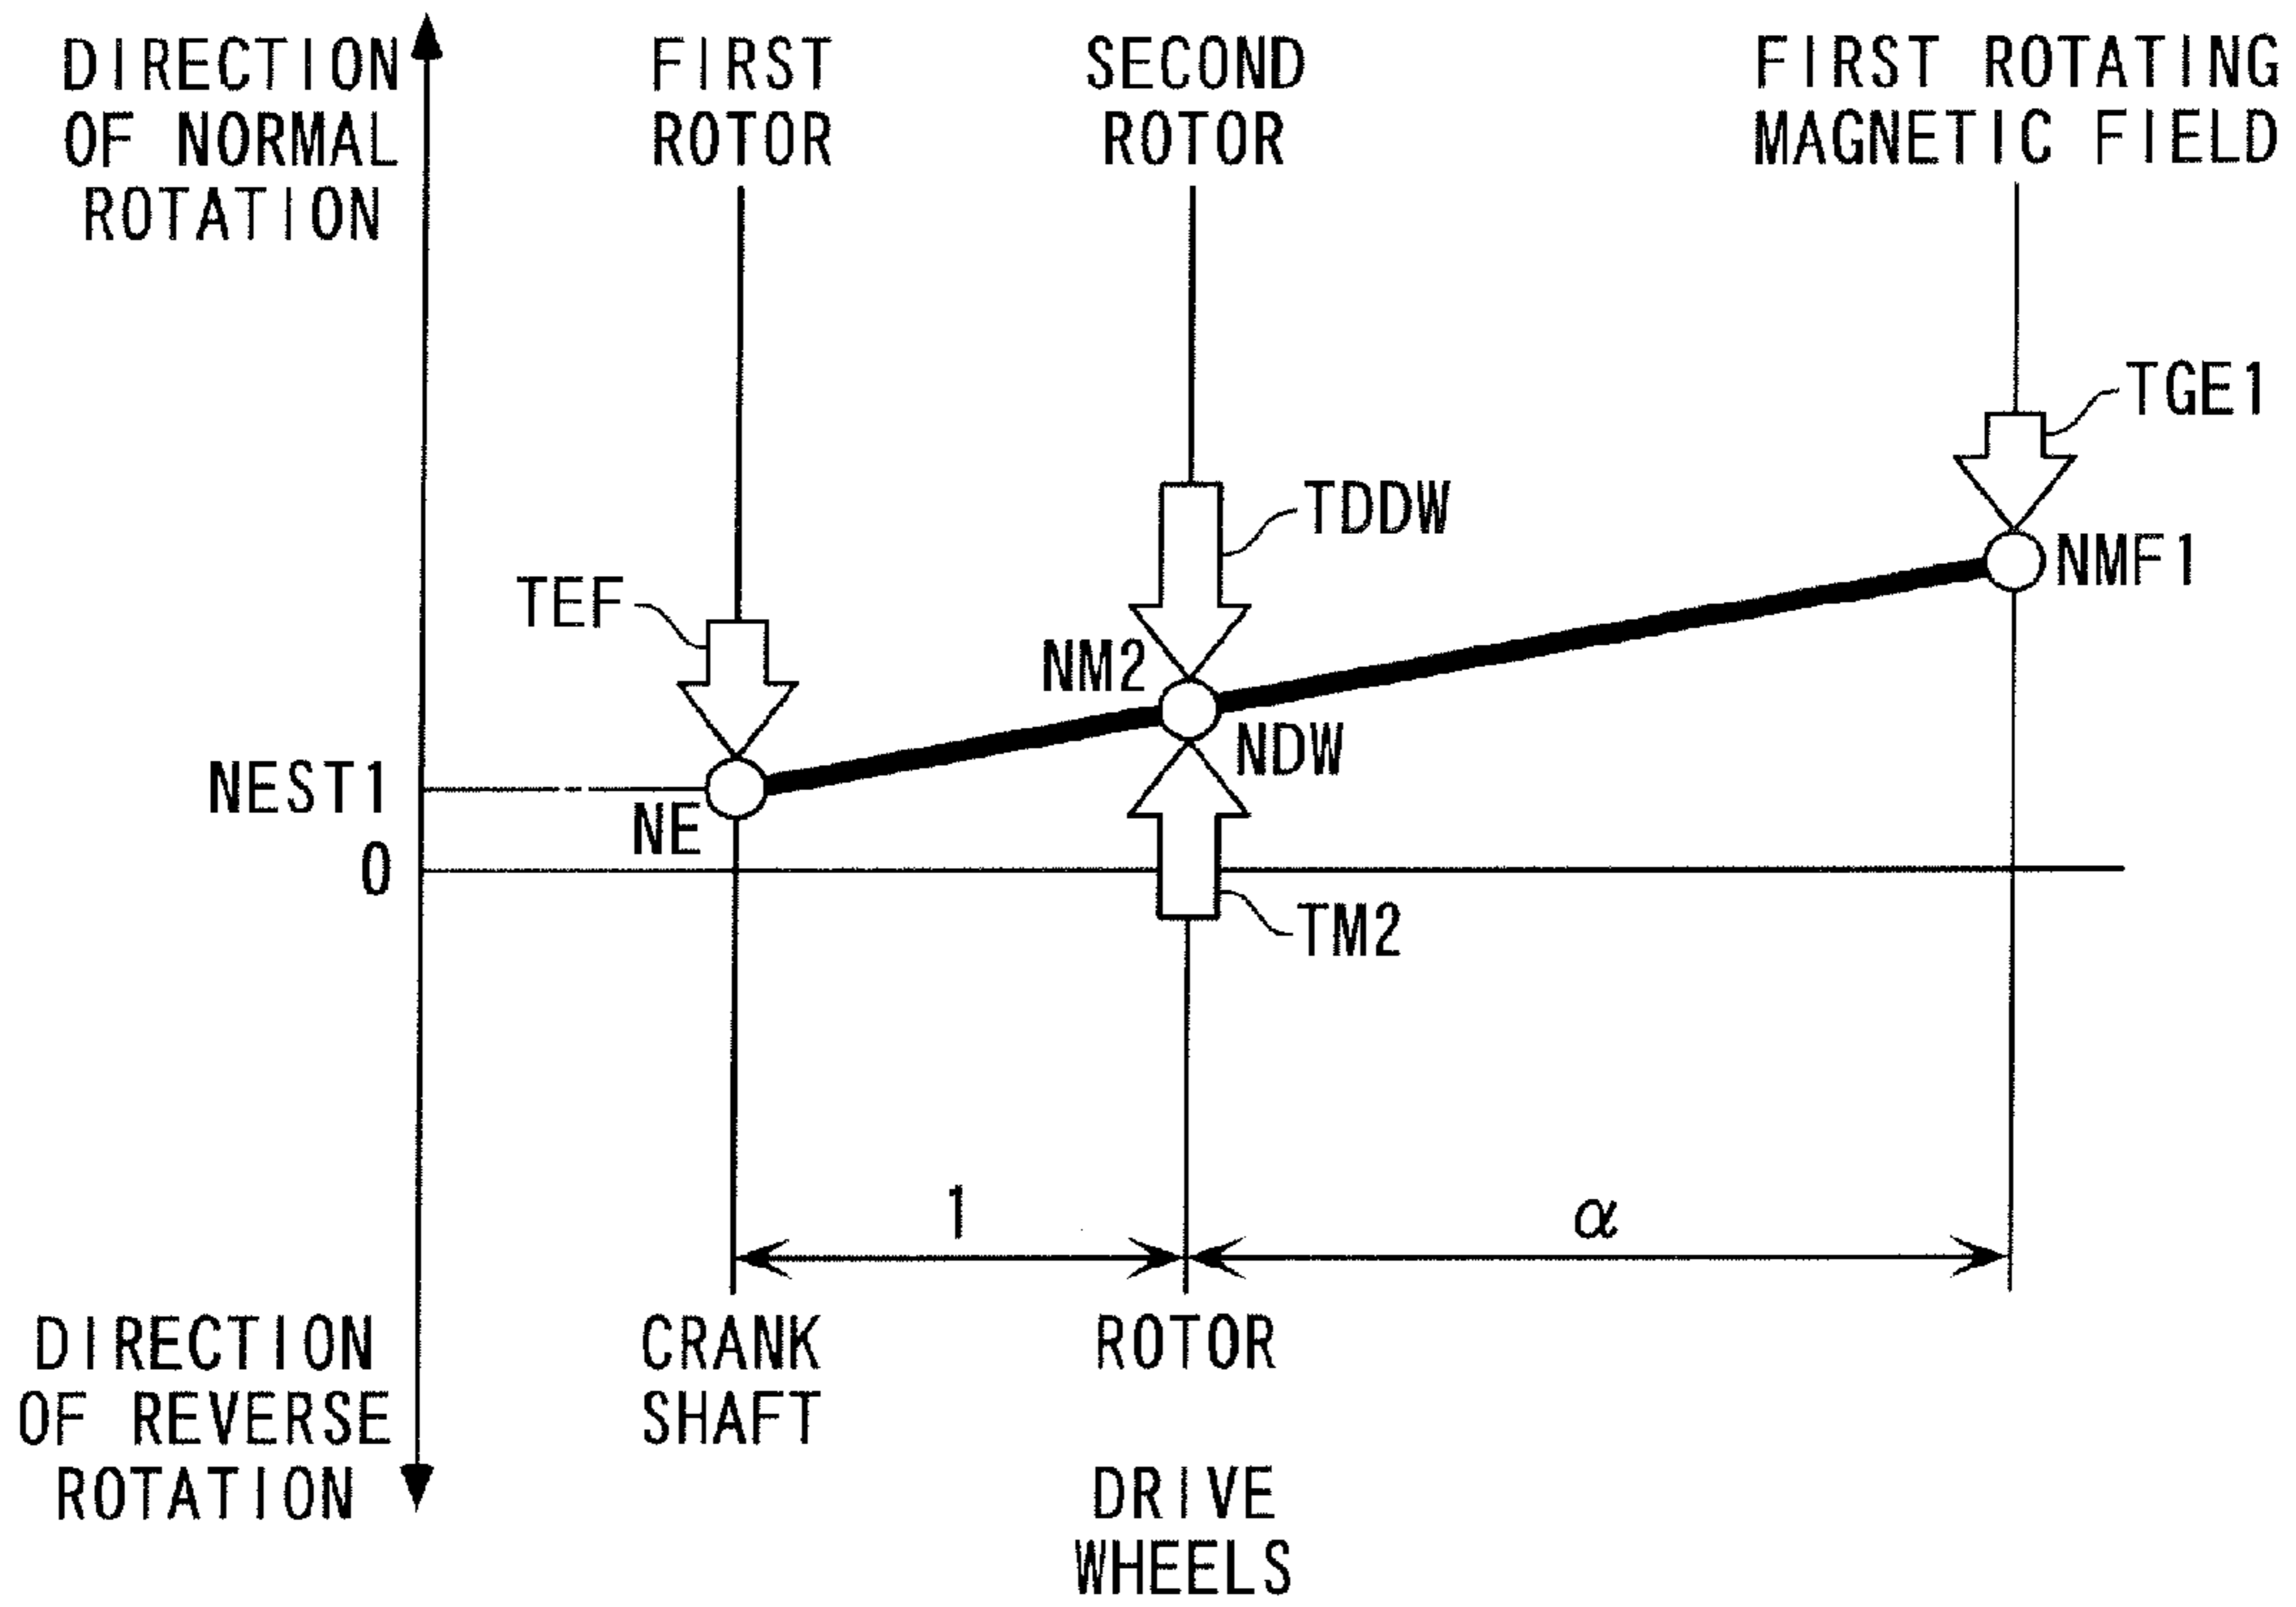 DIRECTION
OF NORMAL
ROTATION
FIRST
ROTOR
SECOND
ROTOR
FIRST ROTATING
MAGNETIC FIELD
TGE1
TDDW
NMF1
TEF
NM2
NDW
NEST1
NE
0
TM2
1
α
DIRECTION
OF REVERSE
ROTATION
CRANK
SHAFT
ROTOR
DRIVE
WHEELS